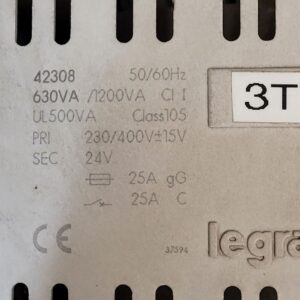 42308 50/60Hz
630VA /1200VA Cl I
UL500VA Class105
PRI 230/400V±15V
SEC 24V
25A gG
25A C
3T
CE 37594 legra